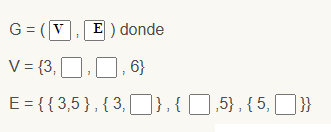 G = ( V , E ) donde
V = {3, , , 6}
E = { { 3,5 } , { 3, } , { ,5} , { 5, }}